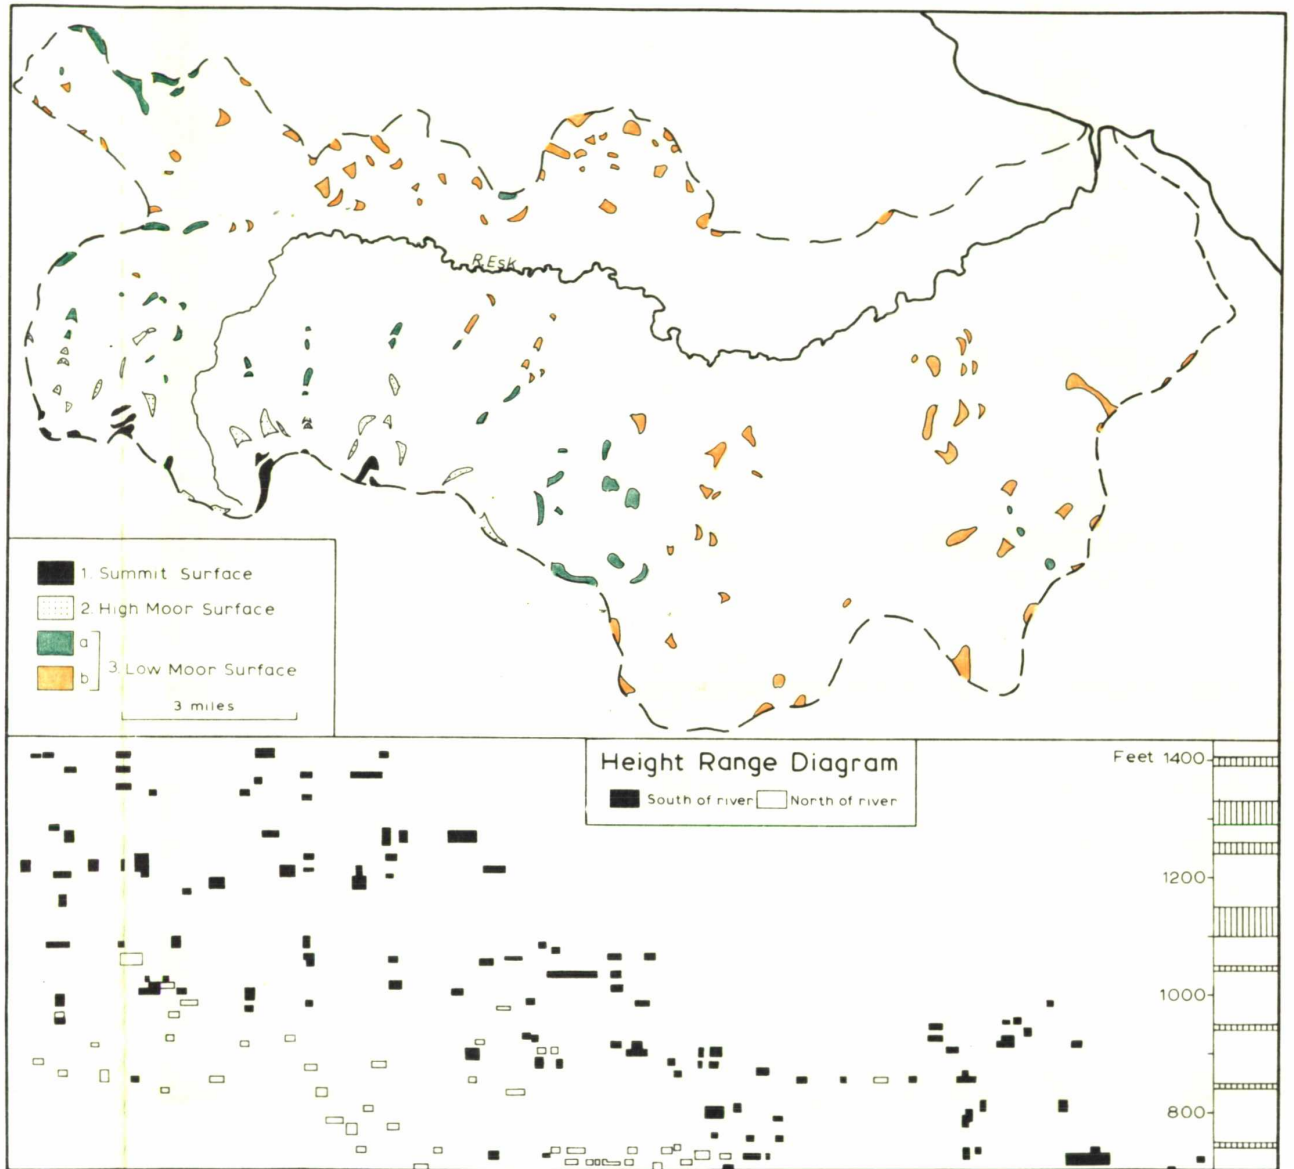 R.Esk
1. Summit Surface
2. High Moor Surface
a
3. Low Moor Surface
b
3 miles
Height Range Diagram
South of river
North of river
Feet 1400
1200
1000
800